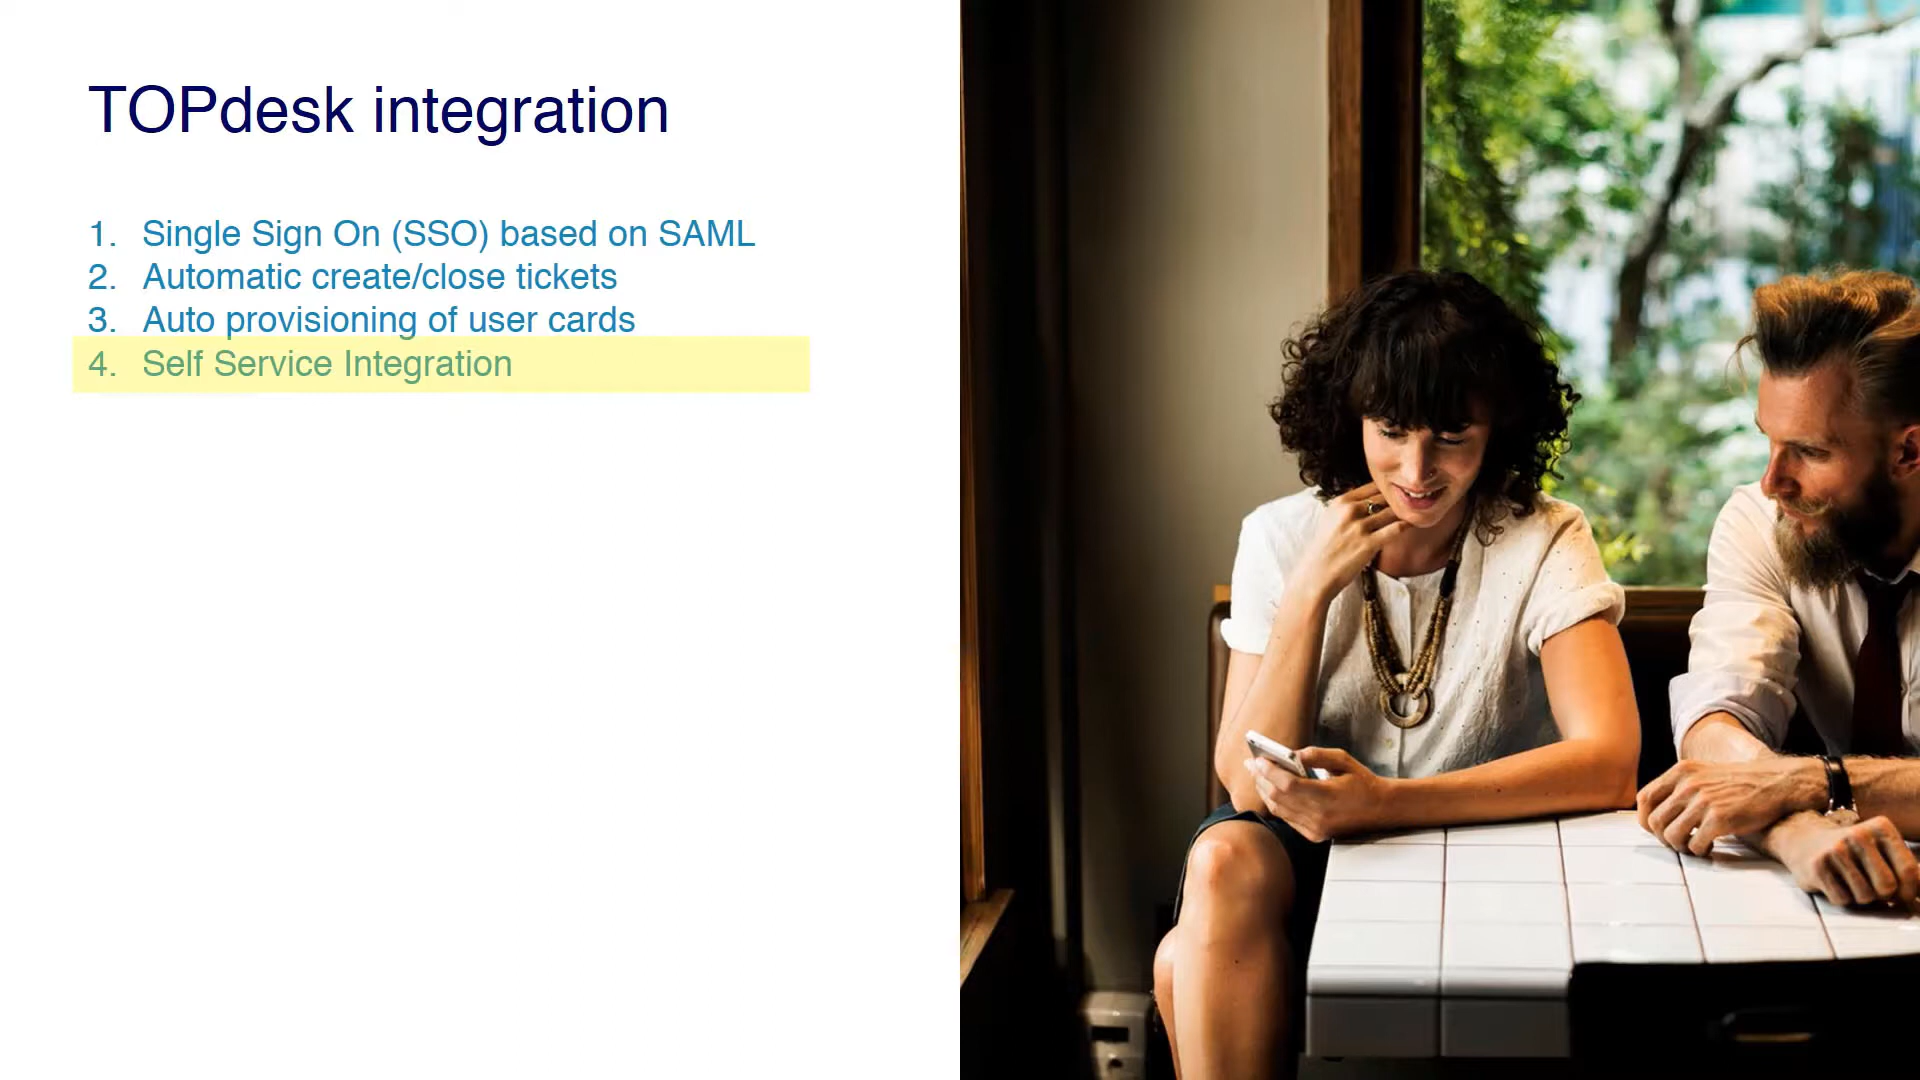 TOPdesk integration
1. Single Sign On (SSO) based on SAML
2. Automatic create/close tickets
3. Auto provisioning of user cards
4. Self Service Integration